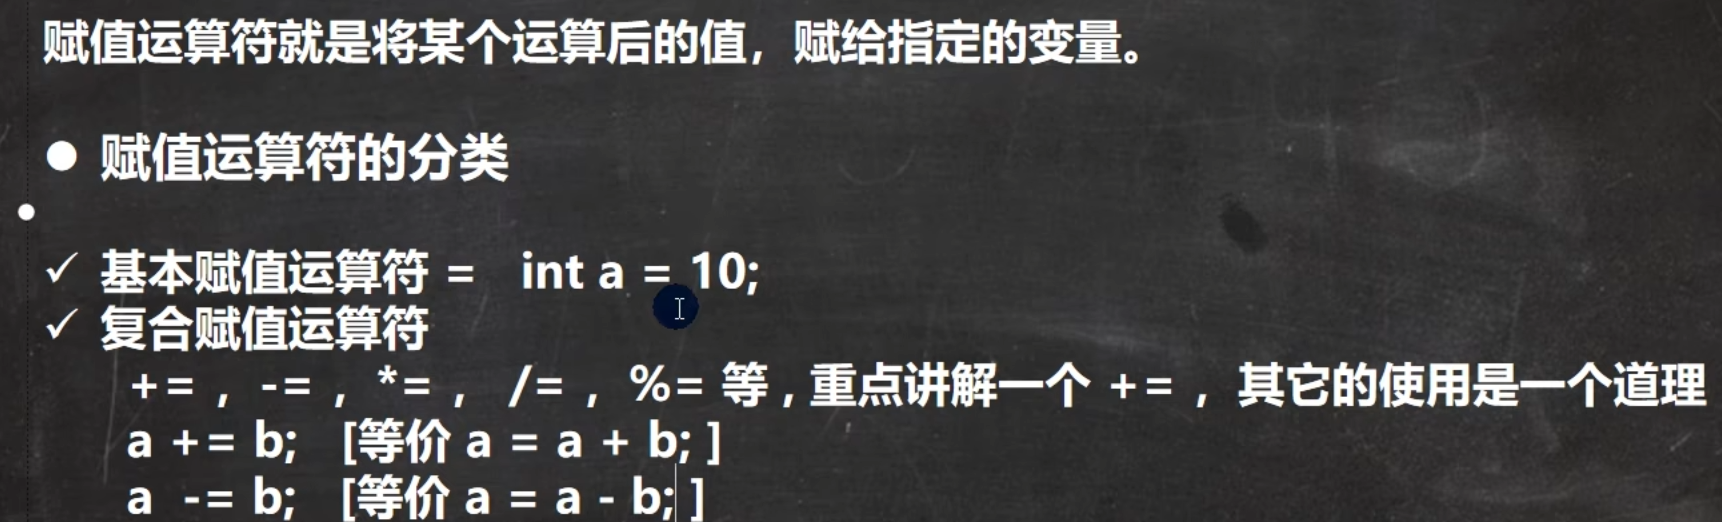 赋值运算符就是将某个运算后的值，赋给指定的变量。
● 赋值运算符的分类
●
✓ 基本赋值运算符 = int a = 10;
✓ 复合赋值运算符
+= , -= , *= , /= , %= 等 , 重点讲解一个 += , 其它的使用是一个道理
a += b; [等价 a = a + b; ]
a -= b; [等价 a = a - b; ]